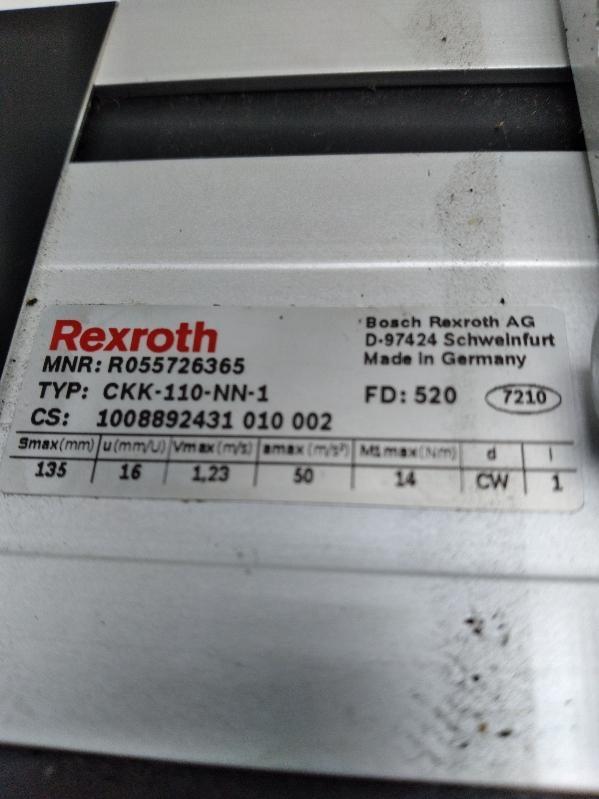 Rexroth
Bosch Rexroth AG
D-97424 Schweinfurt
Made in Germany
MNR: R055726365
TYP: CKK-110-NN-1
FD: 520
7210
CS: 1008892431 010 002
Smax(mm) u(mm/U) Vmax(m/s) amax(m/s²) M1max(Nm) d l
135 16 1,23 50 14 CW 1